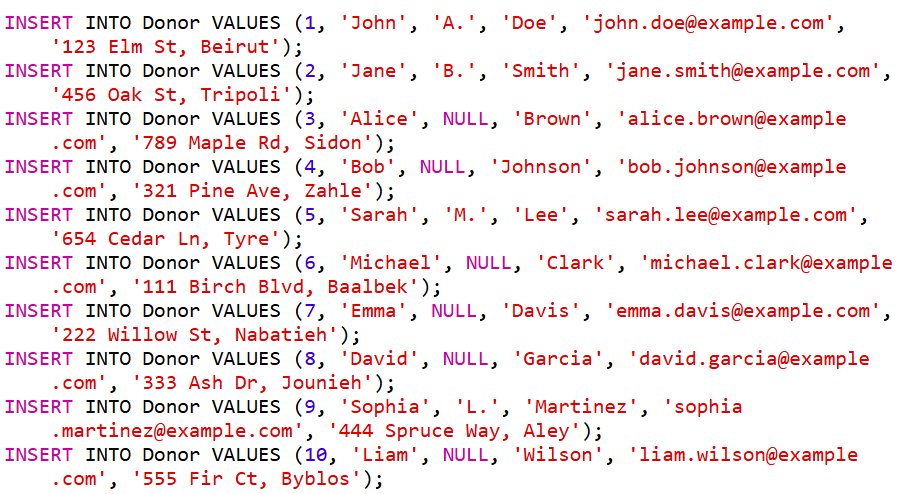 INSERT INTO Donor VALUES (1, 'John', 'A.', 'Doe', 'john.doe@example.com',
'123 Elm St, Beirut');
INSERT INTO Donor VALUES (2, 'Jane', 'B.', 'Smith', 'jane.smith@example.com',
'456 Oak St, Tripoli');
INSERT INTO Donor VALUES (3, 'Alice', NULL, 'Brown', 'alice.brown@example
.com', '789 Maple Rd, Sidon');
INSERT INTO Donor VALUES (4, 'Bob', NULL, 'Johnson', 'bob.johnson@example
.com', '321 Pine Ave, Zahle');
INSERT INTO Donor VALUES (5, 'Sarah', 'M.', 'Lee', 'sarah.lee@example.com',
'654 Cedar Ln, Tyre');
INSERT INTO Donor VALUES (6, 'Michael', NULL, 'Clark', 'michael.clark@example
.com', '111 Birch Blvd, Baalbek');
INSERT INTO Donor VALUES (7, 'Emma', NULL, 'Davis', 'emma.davis@example.com',
'222 Willow St, Nabatieh');
INSERT INTO Donor VALUES (8, 'David', NULL, 'Garcia', 'david.garcia@example
.com', '333 Ash Dr, Jounieh');
INSERT INTO Donor VALUES (9, 'Sophia', 'L.', 'Martinez', 'sophia
.martinez@example.com', '444 Spruce Way, Aley');
INSERT INTO Donor VALUES (10, 'Liam', NULL, 'Wilson', 'liam.wilson@example
.com', '555 Fir Ct, Byblos');